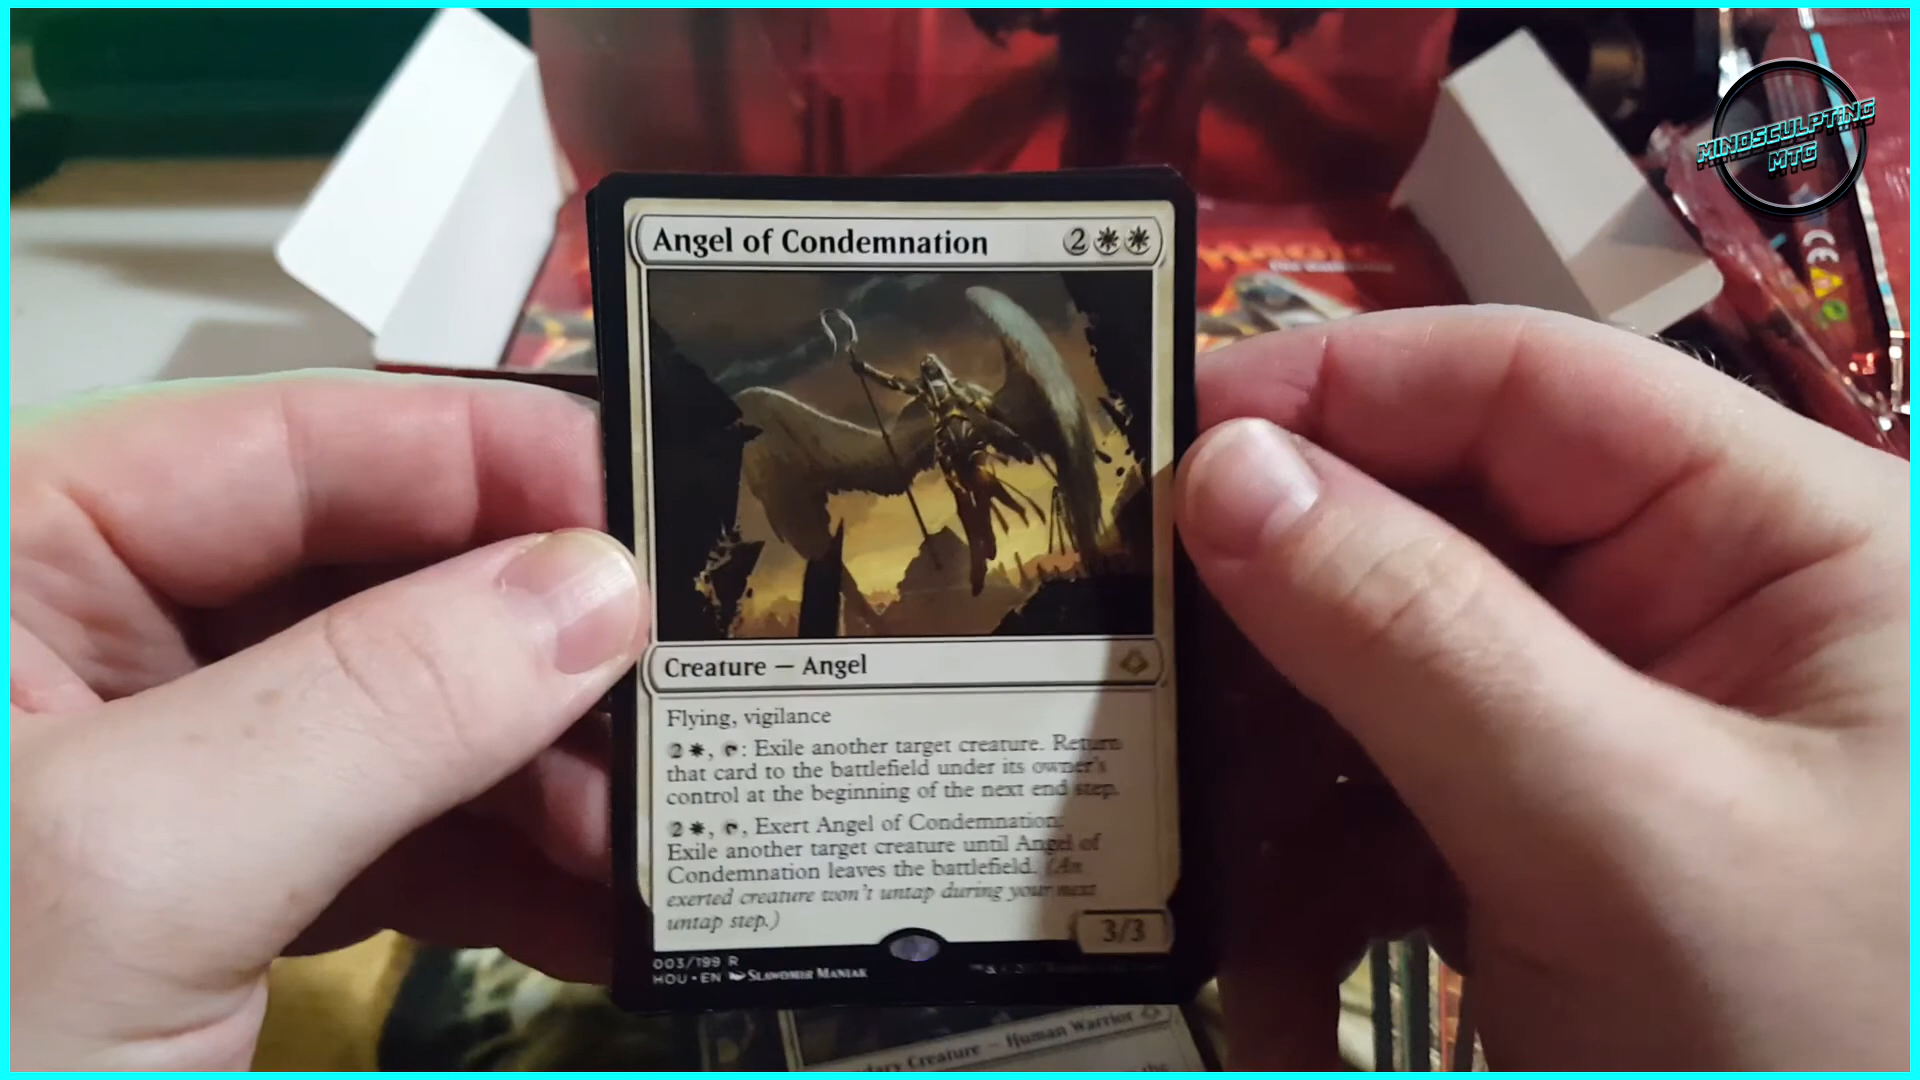 MINDSCULPTING
MTG
CE
Angel of Condemnation
2
Creature — Angel
Flying, vigilance
2 , : Exile another target creature. Return
that card to the battlefield under its owner's
control at the beginning of the next end step.
2 , , Exert Angel of Condemnation:
Exile another target creature until Angel of
Condemnation leaves the battlefield. (An
exerted creature won't untap during your next
untap step.)
3/3
003/199 R
HOU • EN SLAWOMIR MANIAK
Creature — Human Warrior